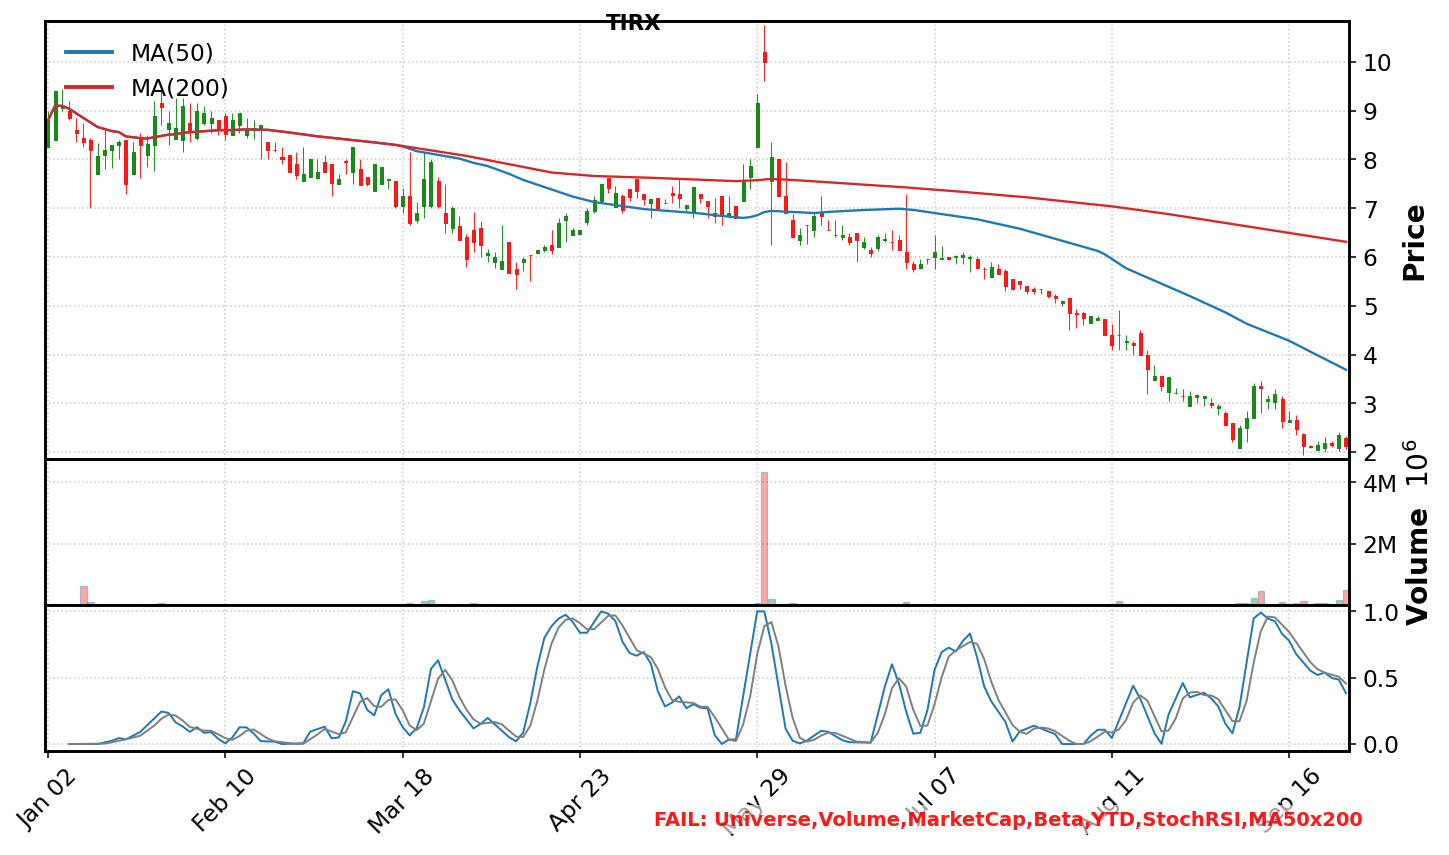 TIRX
MA(50)
MA(200)
10
9
8
7
6
5
4
3
2
Price
4M
2M
Volume 10^6
1.0
0.5
0.0
Jan 02
Feb 10
Mar 18
Apr 23
May 29
Jul 07
Aug 11
Sep 16
FAIL: Universe,Volume,MarketCap,Beta,YTD,StochRSI,MA50x200